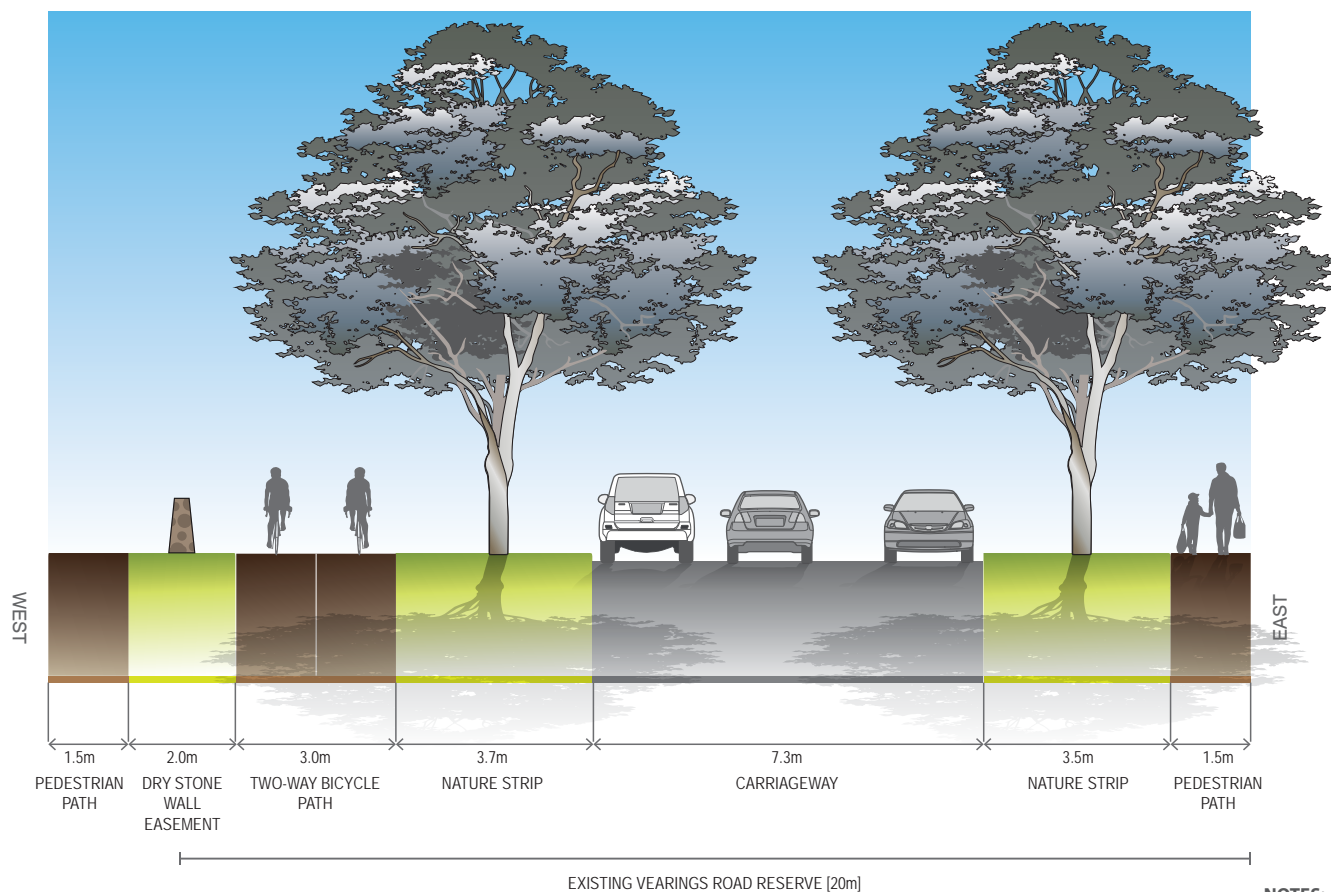 WEST
EAST
1.5m
PEDESTRIAN
PATH
2.0m
DRY STONE
WALL
EASEMENT
3.0m
TWO-WAY BICYCLE
PATH
3.7m
NATURE STRIP
7.3m
CARRIAGEWAY
3.5m
NATURE STRIP
1.5m
PEDESTRIAN
PATH
EXISTING VEARINGS ROAD RESERVE [20m]
NOTES: